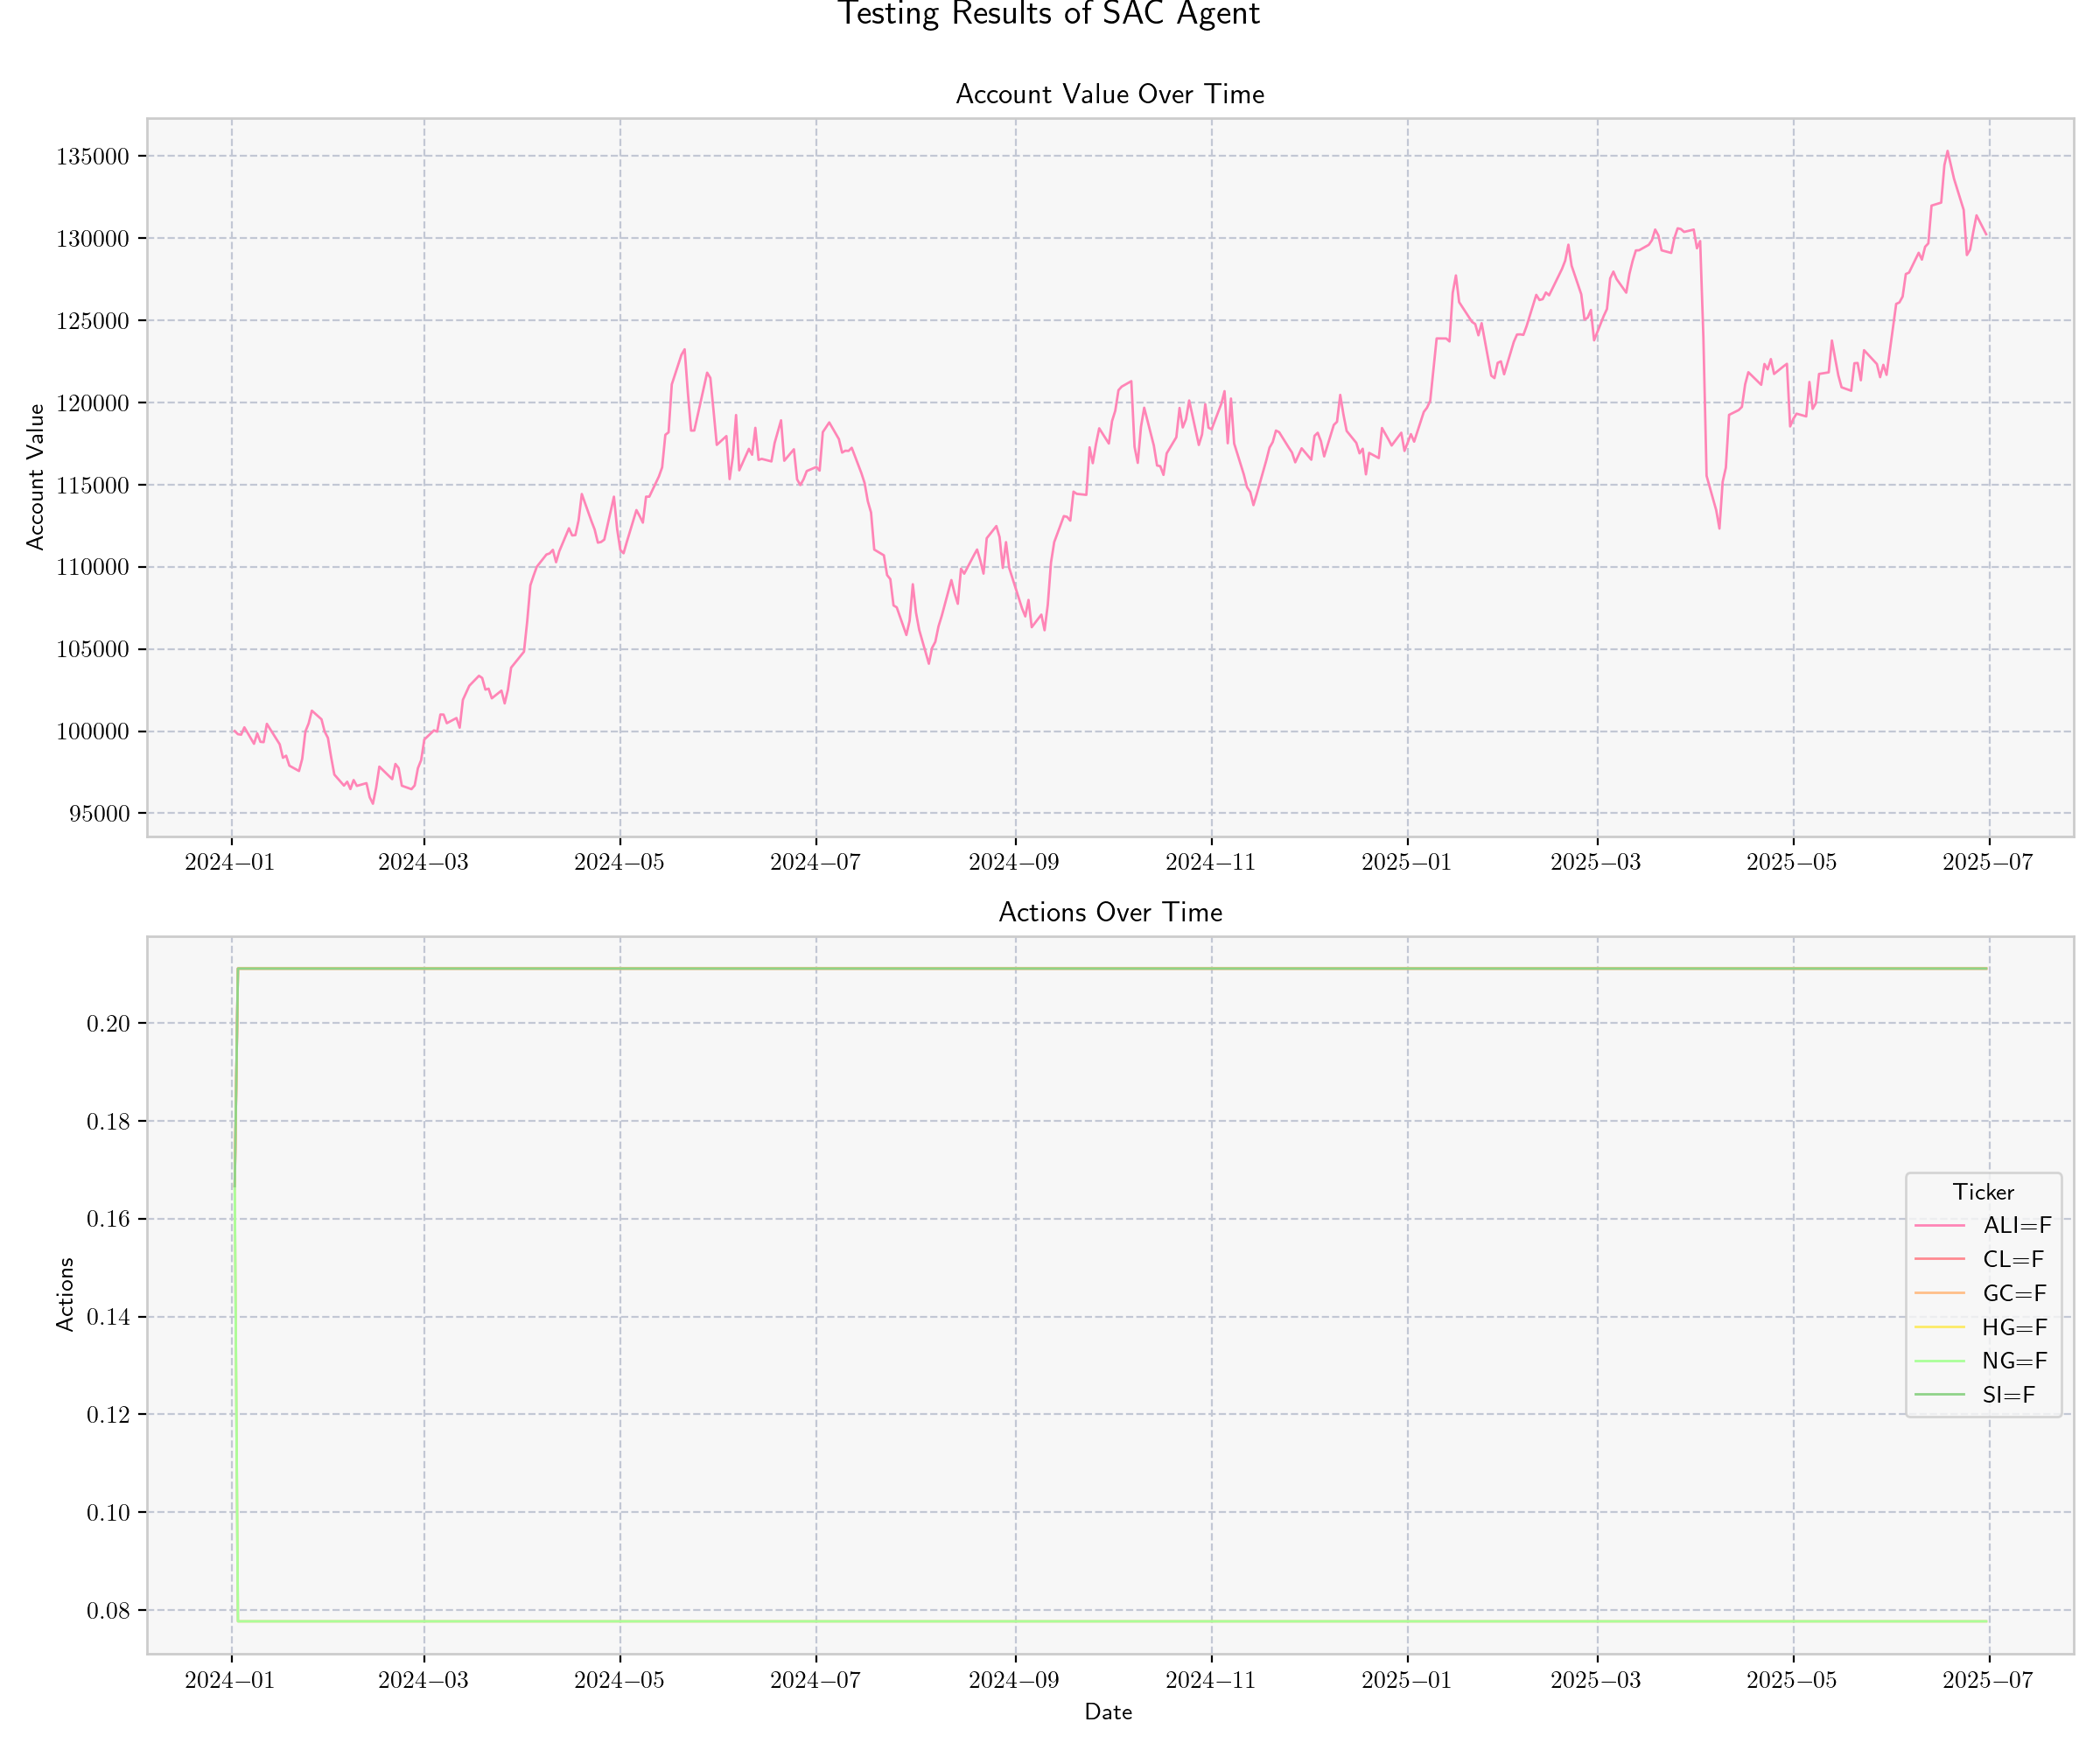 Testing Results of SAC Agent
Account Value Over Time
Account Value
135000
130000
125000
120000
115000
110000
105000
100000
95000
2024−01 2024−03 2024−05 2024−07 2024−09 2024−11 2025−01 2025−03 2025−05 2025−07
Actions Over Time
Actions
0.20
0.18
0.16
0.14
0.12
0.10
0.08
Ticker
ALI=F
CL=F
GC=F
HG=F
NG=F
SI=F
2024−01 2024−03 2024−05 2024−07 2024−09 2024−11 2025−01 2025−03 2025−05 2025−07
Date